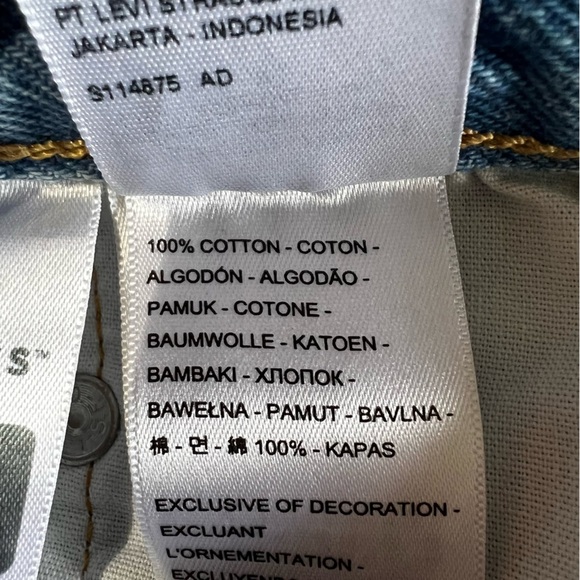 PT LEVI STRAUSS
JAKARTA - INDONESIA
S114875 AD
100% COTTON - COTON -
ALGODÓN - ALGODÃO -
PAMUK - COTONE -
BAUMWOLLE - KATOEN -
BAMBAKI - ХЛОПОК -
BAWEŁNA - PAMUT - BAVLNA -
棉 - 면 - 綿 100% - KAPAS
EXCLUSIVE OF DECORATION -
EXCLUANT
L'ORNEMENTATION -
'S™